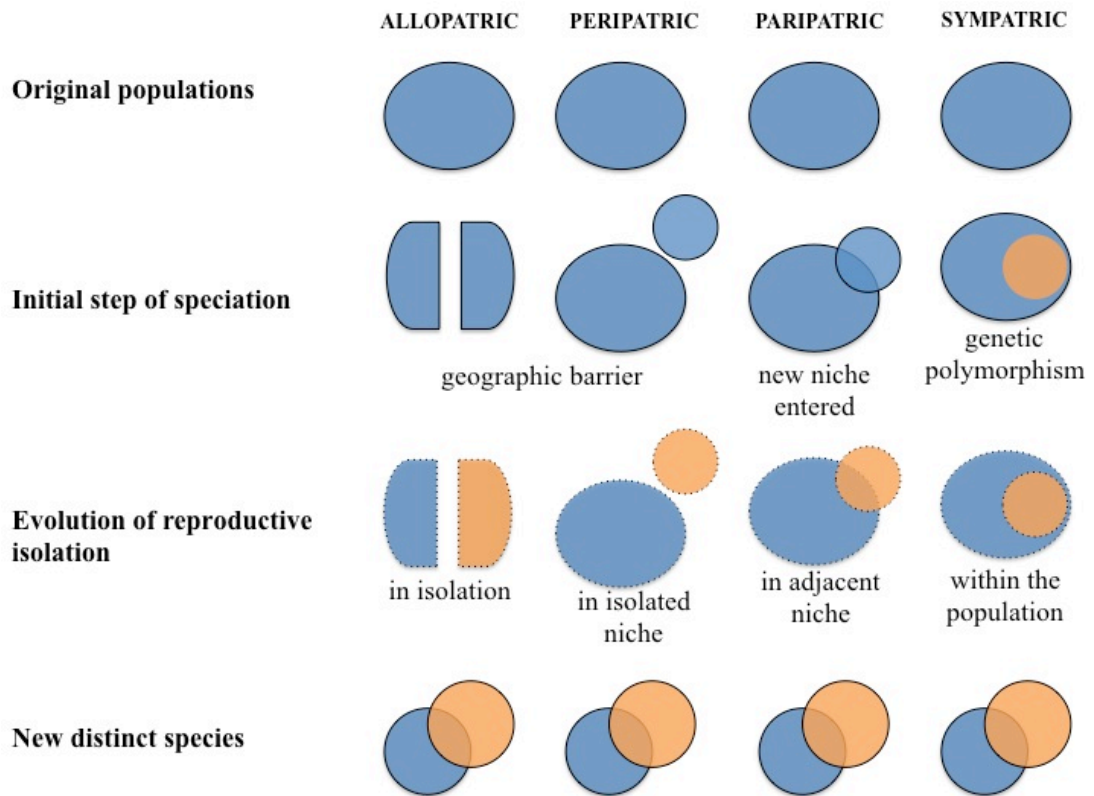 ALLOPATRIC PERIPATRIC PARIPATRIC SYMPATRIC
Original populations
Initial step of speciation
geographic barrier
new niche
entered
genetic
polymorphism
Evolution of reproductive
isolation
in isolation
in isolated
niche
in adjacent
niche
within the
population
New distinct species